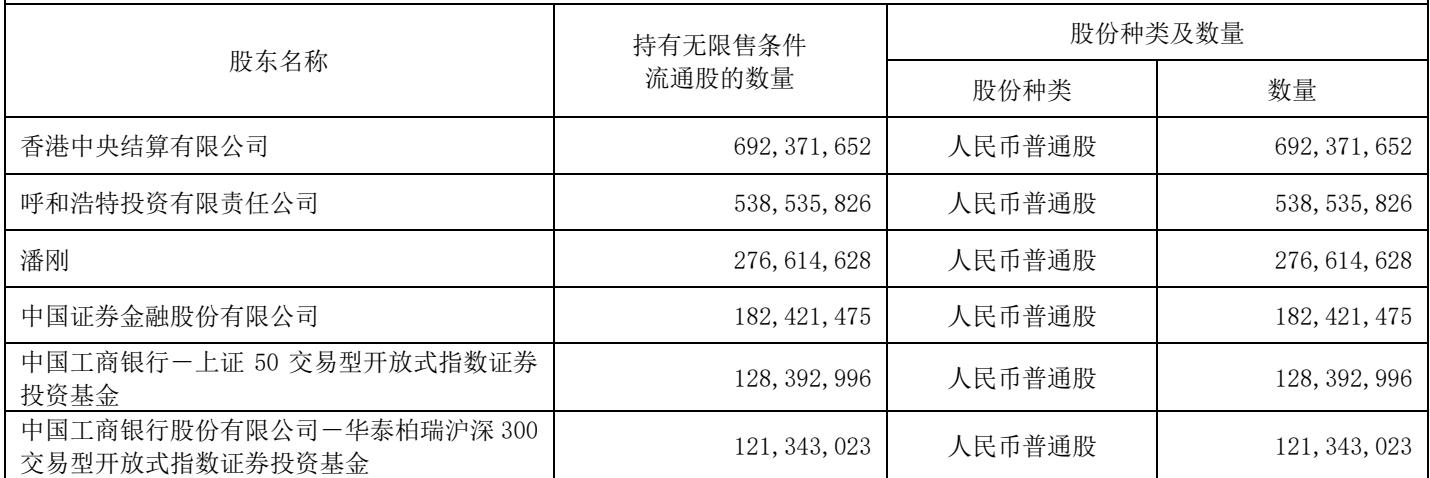 股东名称
持有无限售条件
流通股的数量
股份种类及数量
股份种类
数量
香港中央结算有限公司 692,371,652 人民币普通股 692,371,652
呼和浩特投资有限责任公司 538,535,826 人民币普通股 538,535,826
潘刚 276,614,628 人民币普通股 276,614,628
中国证券金融股份有限公司 182,421,475 人民币普通股 182,421,475
中国工商银行－上证 50 交易型开放式指数证券
投资基金
128,392,996 人民币普通股 128,392,996
中国工商银行股份有限公司－华泰柏瑞沪深 300
交易型开放式指数证券投资基金
121,343,023 人民币普通股 121,343,023